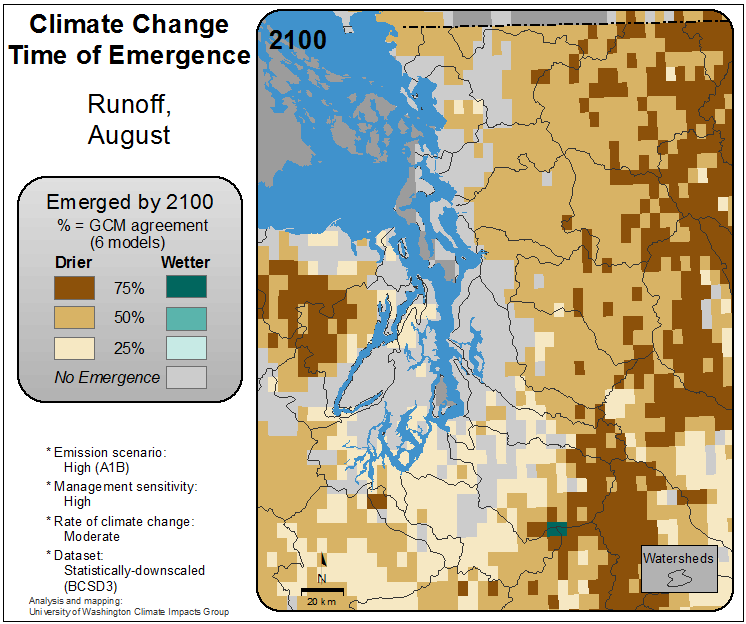 Climate Change
Time of Emergence
Runoff,
August
Emerged by 2100
% = GCM agreement
(6 models)
Drier Wetter
75%
50%
25%
No Emergence
* Emission scenario:
High (A1B)
* Management sensitivity:
High
* Rate of climate change:
Moderate
* Dataset:
Statistically-downscaled
(BCSD3)
Analysis and mapping:
University of Washington Climate Impacts Group
2100
N
20 km
Watersheds